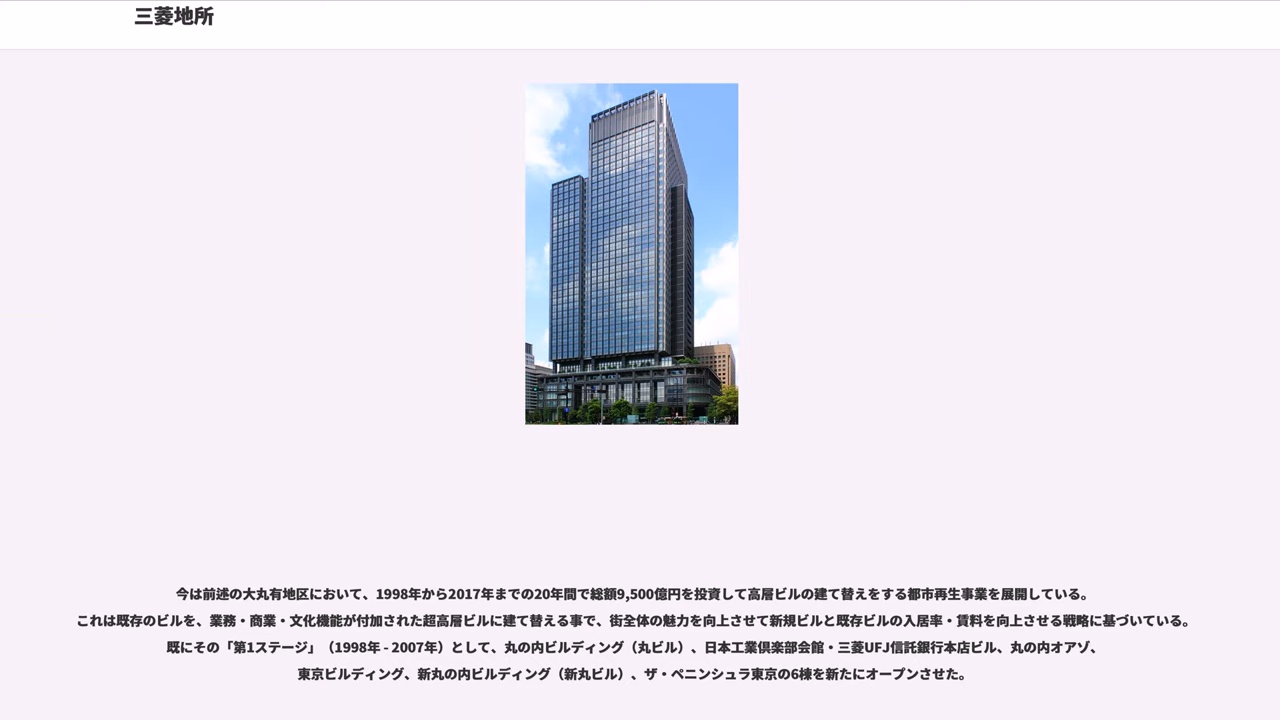 三菱地所
今は前述の大丸有地区において、1998年から2017年までの20年間で総額9,500億円を投資して高層ビルの建て替えをする都市再生事業を展開している。
これは既存のビルを、業務・商業・文化機能が付加された超高層ビルに建て替える事で、街全体の魅力を向上させて新規ビルと既存ビルの入居率・賃料を向上させる戦略に基づいている。
既にその「第1ステージ」（1998年 - 2007年）として、丸の内ビルディング（丸ビル）、日本工業倶楽部会館・三菱UFJ信託銀行本店ビル、丸の内オアゾ、
東京ビルディング、新丸の内ビルディング（新丸ビル）、ザ・ペニンシュラ東京の6棟を新たにオープンさせた。